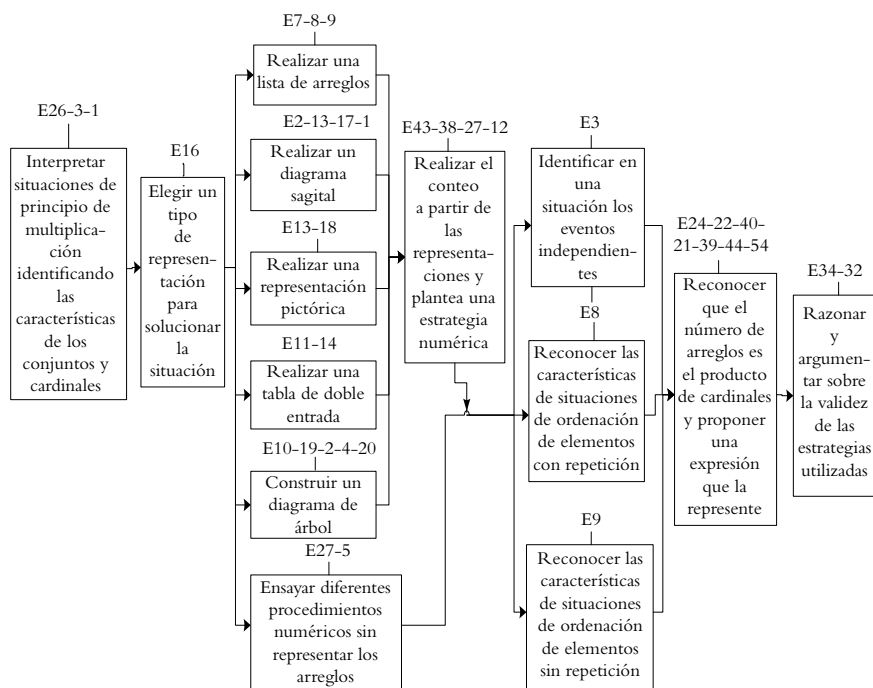 E26-3-1
Interpretar
situaciones de
principio de
multiplica-
ción
identificando
las
características
de los
conjuntos y
cardinales
E16
Elegir un
tipo
de
represen-
tación
para
solucionar
la
situación
E7-8-9
Realizar una
lista de arreglos
E2-13-17-1
Realizar un
diagrama
sagital
E13-18
Realizar una
representación
pictórica
E11-14
Realizar una
tabla de doble
entrada
E10-19-2-4-20
Construir un
diagrama de
árbol
E27-5
Ensayar diferentes
procedimientos
numéricos sin
representar los
arreglos
E43-38-27-12
Realizar el
conteo
a partir de
las
representa-
ciones y
plantea una
estrategia
numérica
E3
Identificar en
una
situación los
eventos
independien-
tes
E8
Reconocer las
características
de situaciones
de ordenación
de elementos
con repetición
E9
Reconocer las
características
de situaciones
de ordenación
de elementos
sin repetición
E24-22-40-
21-39-44-54
Reconocer
que el
número de
arreglos es
el producto
de cardinales
y proponer
una
expresión
que la
represente
E34-32
Razonar
y
argumen-
tar sobre
la validez
de las
estrategias
utilizadas